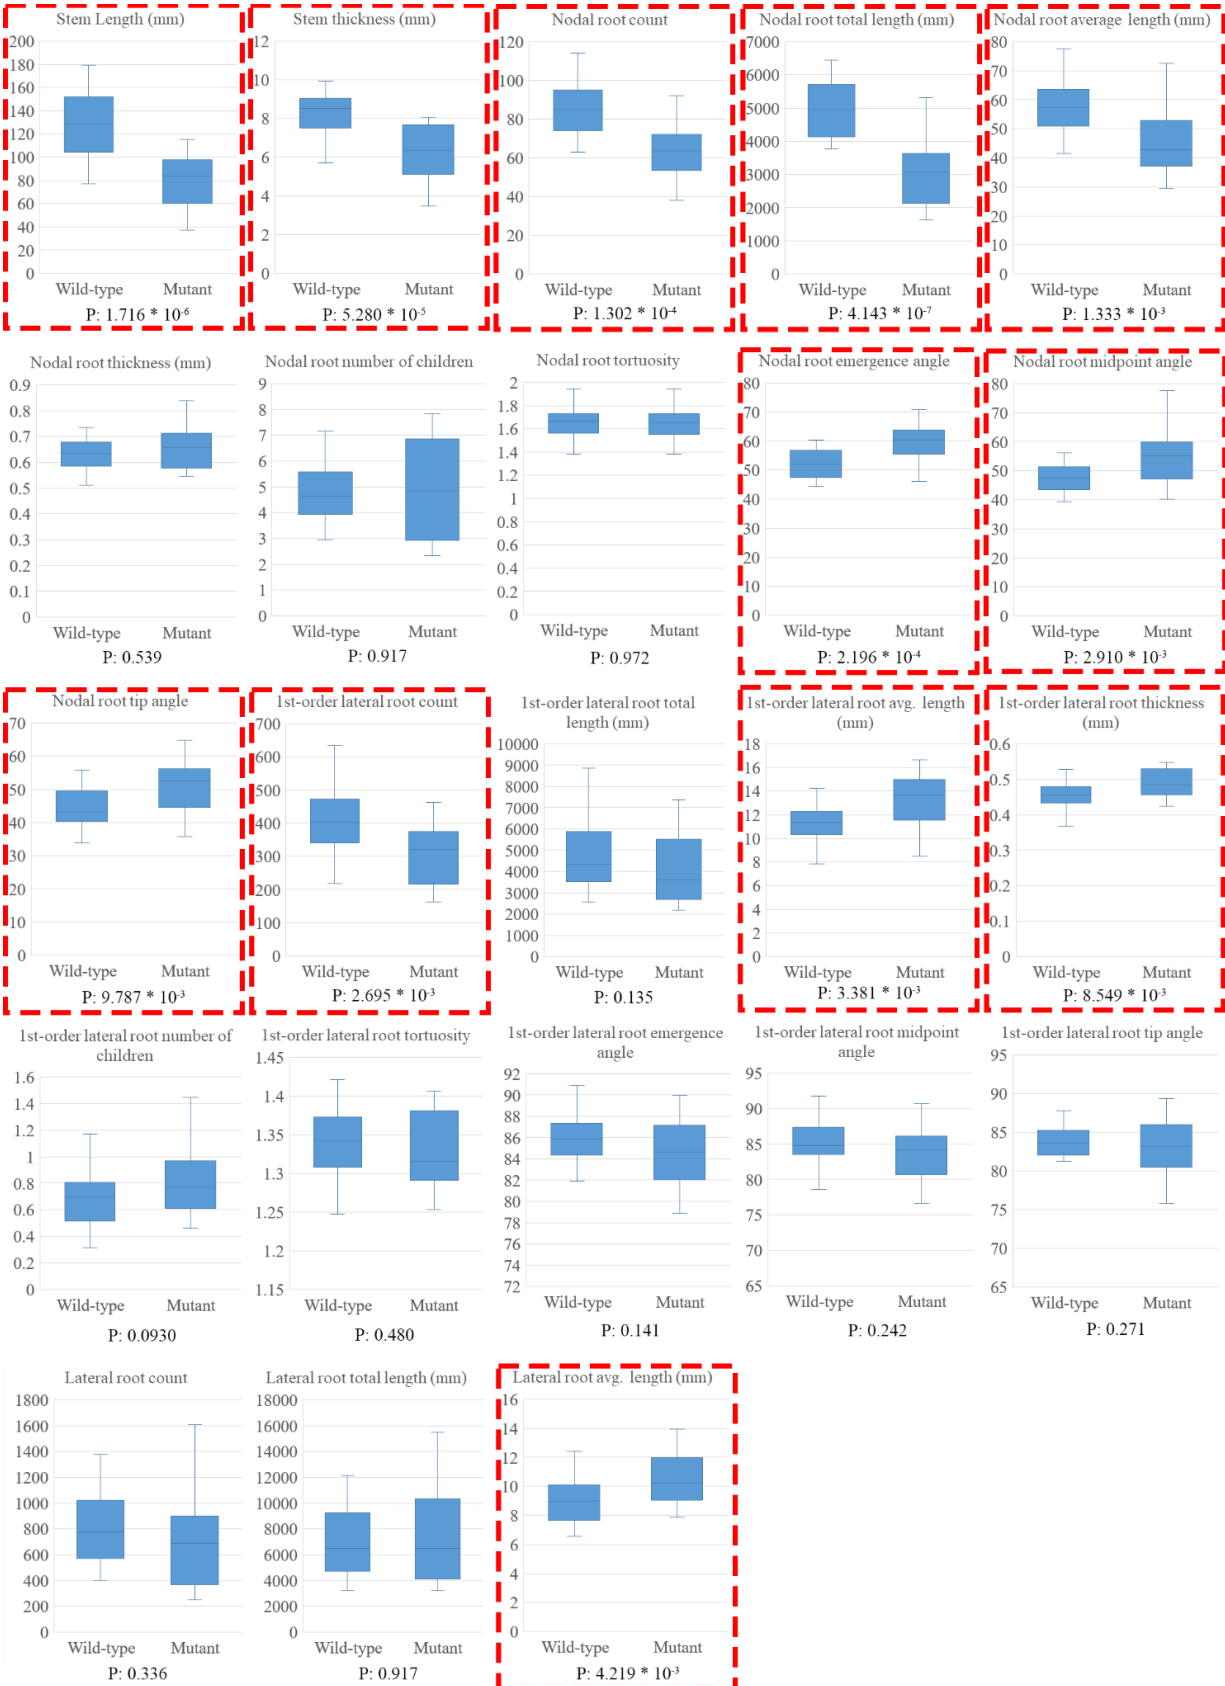 Stem Length (mm)
200
180
160
140
120
100
80
60
40
20
0
Wild-type Mutant
P: 1.716 * 10-6
Stem thickness (mm)
12
10
8
6
4
2
0
Wild-type Mutant
P: 5.280 * 10-5
Nodal root count
120
100
80
60
40
20
0
Wild-type Mutant
P: 1.302 * 10-4
Nodal root total length (mm)
7000
6000
5000
4000
3000
2000
1000
0
Wild-type Mutant
P: 4.143 * 10-7
Nodal root average length (mm)
80
70
60
50
40
30
20
10
0
Wild-type Mutant
P: 1.333 * 10-3
Nodal root thickness (mm)
0.9
0.8
0.7
0.6
0.5
0.4
0.3
0.2
0.1
0
Wild-type Mutant
P: 0.539
Nodal root number of children
9
8
7
6
5
4
3
2
1
0
Wild-type Mutant
P: 0.917
Nodal root tortuosity
2
1.8
1.6
1.4
1.2
1
0.8
0.6
0.4
0.2
0
Wild-type Mutant
P: 0.972
Nodal root emergence angle
80
70
60
50
40
30
20
10
0
Wild-type Mutant
P: 2.196 * 10-4
Nodal root midpoint angle
80
70
60
50
40
30
20
10
0
Wild-type Mutant
P: 2.910 * 10-3
Nodal root tip angle
70
60
50
40
30
20
10
0
Wild-type Mutant
P: 9.787 * 10-3
1st-order lateral root count
700
600
500
400
300
200
100
0
Wild-type Mutant
P: 2.695 * 10-3
1st-order lateral root total
length (mm)
10000
9000
8000
7000
6000
5000
4000
3000
2000
1000
0
Wild-type Mutant
P: 0.135
1st-order lateral root avg. length
(mm)
18
16
14
12
10
8
6
4
2
0
Wild-type Mutant
P: 3.381 * 10-3
1st-order lateral root thickness
(mm)
0.6
0.5
0.4
0.3
0.2
0.1
0
Wild-type Mutant
P: 8.549 * 10-3
1st-order lateral root number of
children
1.6
1.4
1.2
1
0.8
0.6
0.4
0.2
0
Wild-type Mutant
P: 0.0930
1st-order lateral root tortuosity
1.45
1.4
1.35
1.3
1.25
1.2
1.15
Wild-type Mutant
P: 0.480
1st-order lateral root emergence
angle
92
90
88
86
84
82
80
78
76
74
72
Wild-type Mutant
P: 0.141
1st-order lateral root midpoint
angle
95
90
85
80
75
70
65
Wild-type Mutant
P: 0.242
1st-order lateral root tip angle
95
90
85
80
75
70
65
Wild-type Mutant
P: 0.271
Lateral root count
1800
1600
1400
1200
1000
800
600
400
200
0
Wild-type Mutant
P: 0.336
Lateral root total length (mm)
18000
16000
14000
12000
10000
8000
6000
4000
2000
0
Wild-type Mutant
P: 0.917
Lateral root avg. length (mm)
16
14
12
10
8
6
4
2
0
Wild-type Mutant
P: 4.219 * 10-3